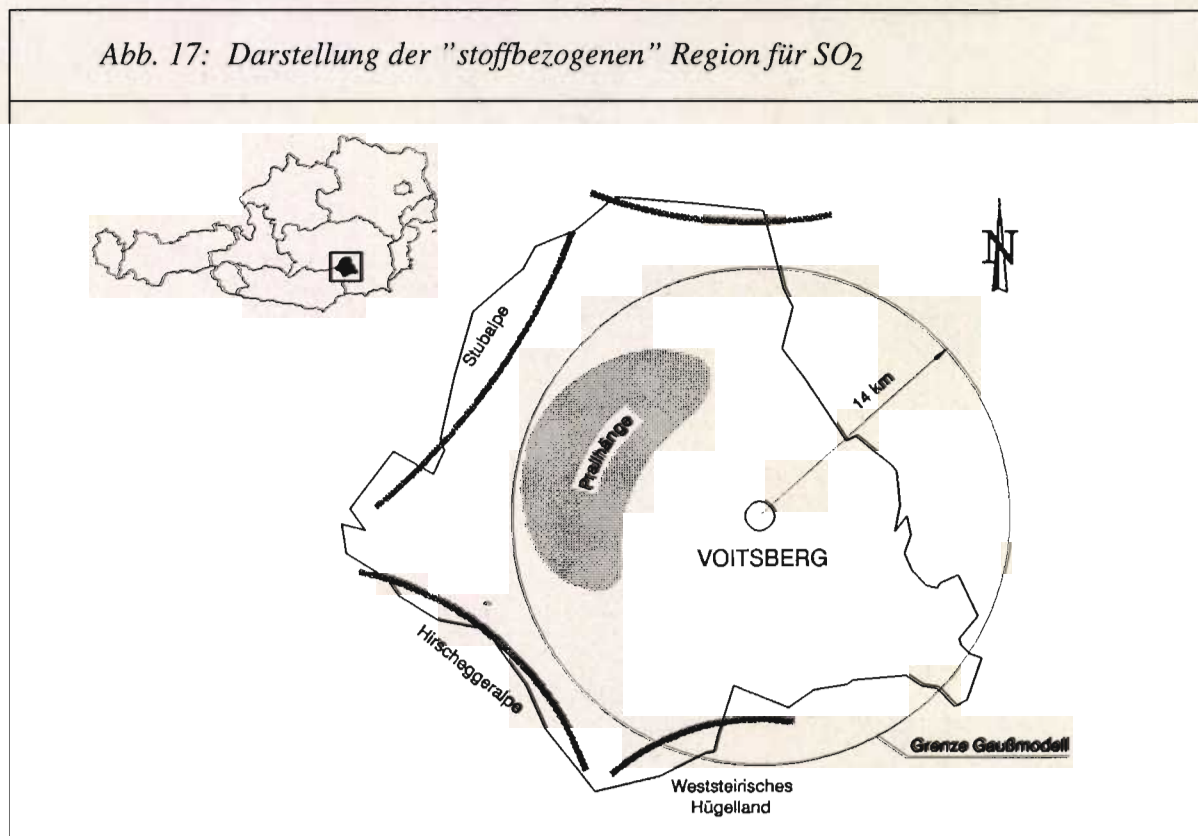 Abb. 17: Darstellung der "stoffbezogenen" Region für SO₂
N
Stubalpe
14 km
Prallhänge
VOITSBERG
Hirscheggeralpe
Grenze Gaußmodell
Weststeirisches
Hügelland